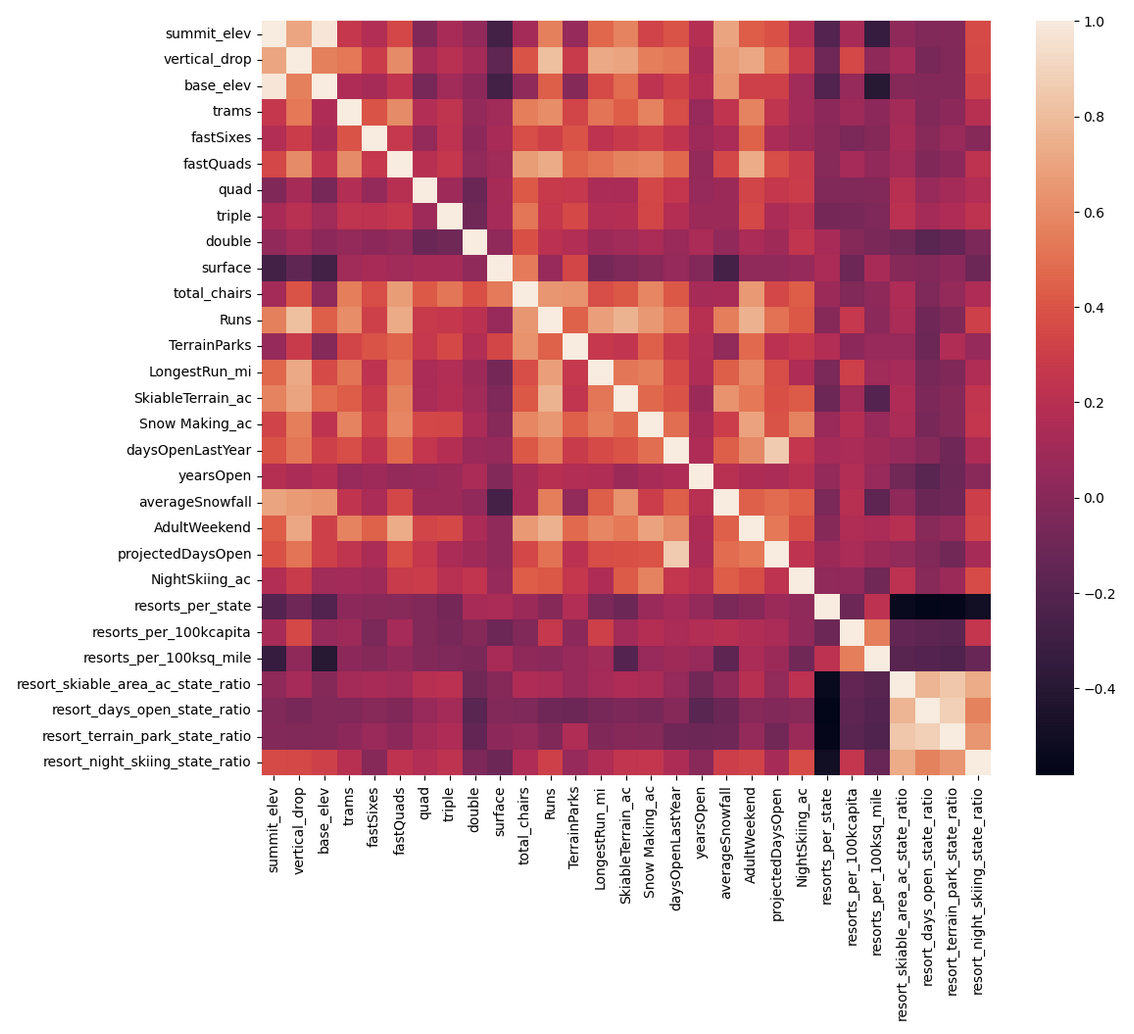 summit_elev
vertical_drop
base_elev
trams
fastSixes
fastQuads
quad
triple
double
surface
total_chairs
Runs
TerrainParks
LongestRun_mi
SkiableTerrain_ac
Snow Making_ac
daysOpenLastYear
yearsOpen
averageSnowfall
AdultWeekend
projectedDaysOpen
NightSkiing_ac
resorts_per_state
resorts_per_100kcapita
resorts_per_100ksq_mile
resort_skiable_area_ac_state_ratio
resort_days_open_state_ratio
resort_terrain_park_state_ratio
resort_night_skiing_state_ratio
summit_elev
vertical_drop
base_elev
trams
fastSixes
fastQuads
quad
triple
double
surface
total_chairs
Runs
TerrainParks
LongestRun_mi
SkiableTerrain_ac
Snow Making_ac
daysOpenLastYear
yearsOpen
averageSnowfall
AdultWeekend
projectedDaysOpen
NightSkiing_ac
resorts_per_state
resorts_per_100kcapita
resorts_per_100ksq_mile
resort_skiable_area_ac_state_ratio
resort_days_open_state_ratio
resort_terrain_park_state_ratio
resort_night_skiing_state_ratio
1.0
0.8
0.6
0.4
0.2
0.0
−0.2
−0.4